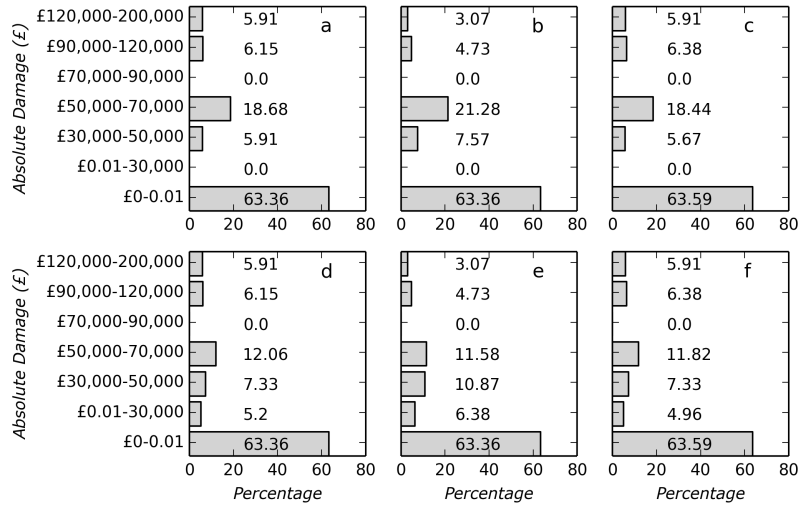 Absolute Damage (£)
£120,000-200,000 5.91 a 3.07 b 5.91 c
£90,000-120,000 6.15 4.73 6.38
£70,000-90,000 0.0 0.0 0.0
£50,000-70,000 18.68 21.28 18.44
£30,000-50,000 5.91 7.57 5.67
£0.01-30,000 0.0 0.0 0.0
£0-0.01 63.36 63.36 63.59
0 20 40 60 80 0 20 40 60 80 0 20 40 60 80
Absolute Damage (£)
£120,000-200,000 5.91 d 3.07 e 5.91 f
£90,000-120,000 6.15 4.73 6.38
£70,000-90,000 0.0 0.0 0.0
£50,000-70,000 12.06 11.58 11.82
£30,000-50,000 7.33 10.87 7.33
£0.01-30,000 5.2 6.38 4.96
£0-0.01 63.36 63.36 63.59
0 20 40 60 80 0 20 40 60 80 0 20 40 60 80
Percentage Percentage Percentage